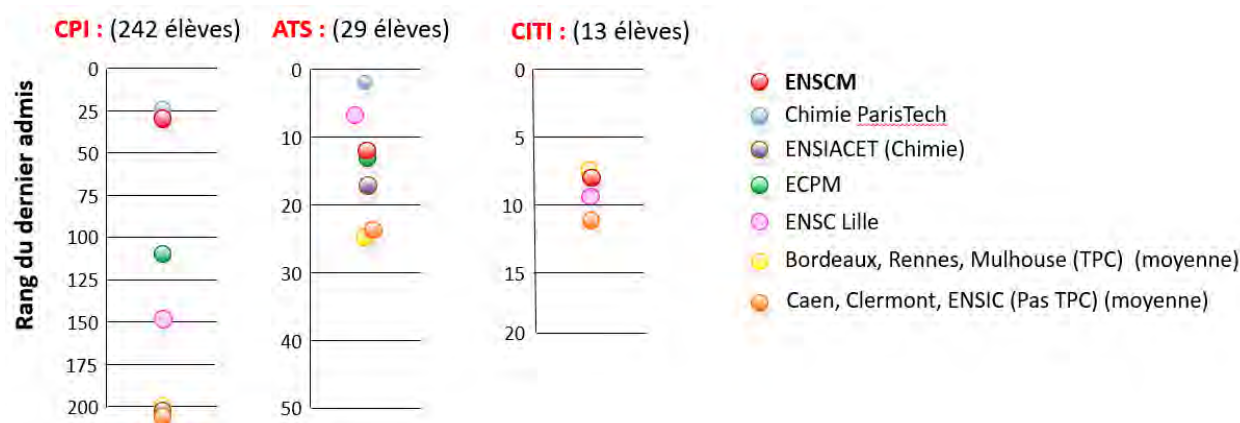 CPI : (242 élèves)
ATS : (29 élèves)
CITI : (13 élèves)
Rang du dernier admis
0
25
50
75
100
125
150
175
200
0
10
20
30
40
50
0
5
10
15
20
ENSCM
Chimie ParisTech
ENSIACET (Chimie)
ECPM
ENSC Lille
Bordeaux, Rennes, Mulhouse (TPC) (moyenne)
Caen, Clermont, ENSIC (Pas TPC) (moyenne)